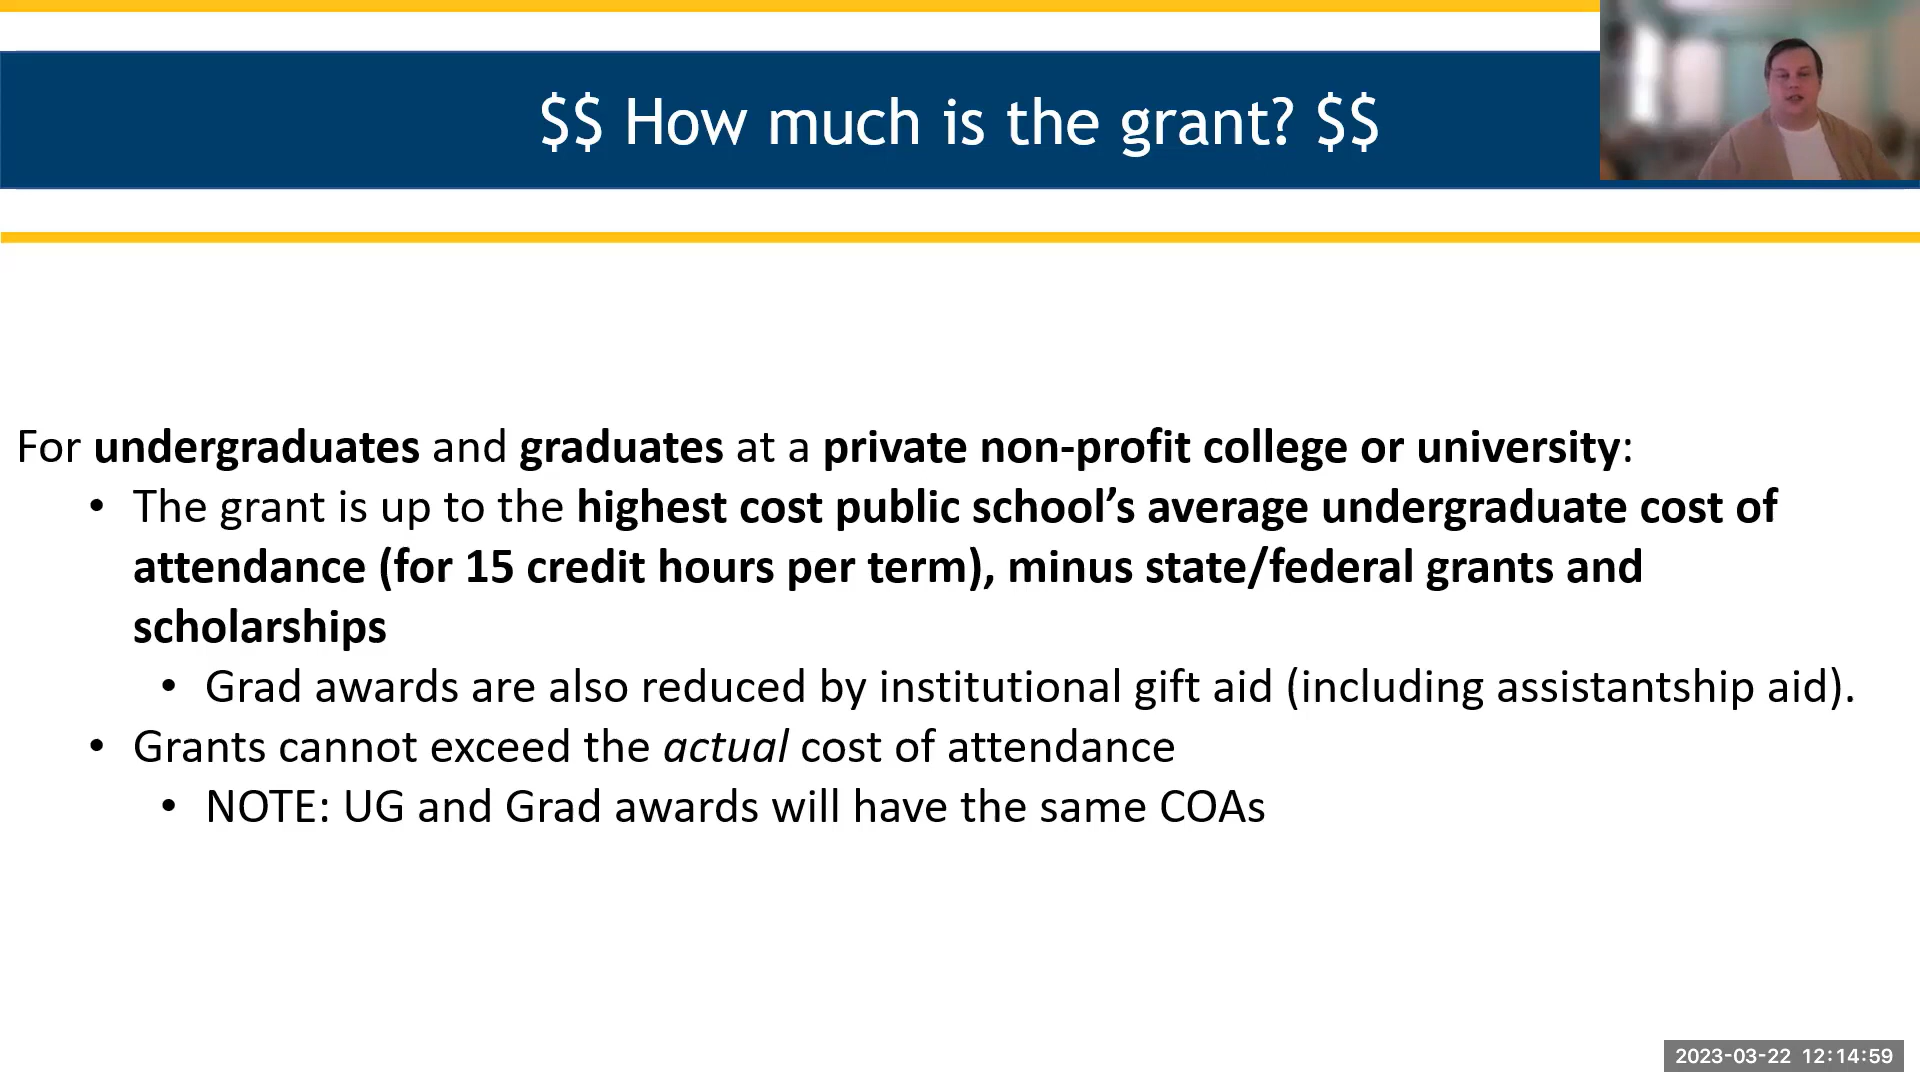 $$ How much is the grant? $$
For undergraduates and graduates at a private non-profit college or university:
• The grant is up to the highest cost public school’s average undergraduate cost of
attendance (for 15 credit hours per term), minus state/federal grants and
scholarships
• Grad awards are also reduced by institutional gift aid (including assistantship aid).
• Grants cannot exceed the actual cost of attendance
• NOTE: UG and Grad awards will have the same COAs
2023-03-22 12:14:59